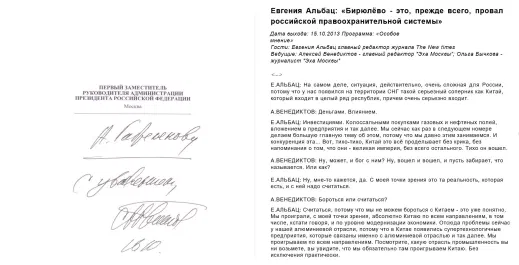 ПЕРВЫЙ ЗАМЕСТИТЕЛЬ
РУКОВОДИТЕЛЯ АДМИНИСТРАЦИИ
ПРЕЗИДЕНТА РОССИЙСКОЙ ФЕДЕРАЦИИ
Москва
С уважением,
Евгения Альбац: «Бирюлёво - это, прежде всего, провал
российской правоохранительной системы»
Дата выхода: 15.10.2013 Программа: «Особое
мнение»
Гости: Евгения Альбац главный редактор журнала The New times
Ведущие: Алексей Венедиктов - главный редактор "Эха Москвы", Ольга Бычкова -
журналист "Эха Москвы"
<...>
Е.АЛЬБАЦ: На самом деле, ситуация, действительно, очень сложная для России,
потому что у нас появился на территории СНГ такой серьезный соперник как Китай,
который входит в целый ряд республик, причем очень серьезно входит.
А.ВЕНЕДИКТОВ: Деньгами. Влиянием.
Е.АЛЬБАЦ: Инвестициями. Колоссальными покупками газовых и нефтяных полей,
вложением в предприятия и так далее. Мы сейчас как раз в следующем номере
делаем большую главную тему об этом, потому что мы давно этим занимаемся. И
конкуренция эта... Вот, тихо-тихо, Китай это всё проделывает без крика, без
напоминания о том, что они - великая империя, без всего остального. Тихо он вошел.
А.ВЕНЕДИКТОВ: Ну, может, и бог с ним? Ну, вошел и вошел, и пусть забирает, что
называется. Или как?
Е.АЛЬБАЦ: Ну, мне-то кажется, да. С моей точки зрения это та реальность, которая
есть, и с ней надо считаться.
А.ВЕНЕДИКТОВ: Бороться или считаться?
Е.АЛЬБАЦ: Считаться, потому что мы не можем бороться с Китаем - это уже понятно.
Мы проиграли, с моей точки зрения, абсолютно Китаю по всем направлениям, в том
числе, кстати говоря, и по уровню модернизации экономики. Отсюда проблемы сейчас
у нашей алюминиевой отрасли, потому что в Китае появились супертехнологичные
предприятия, которые связаны именно с алюминиевой отраслью и так далее. Мы
проигрываем по всем направлениям. Посмотрите, какую отрасль промышленности вы
ни возьмете, вы увидите, что мы обязательно там проигрываем Китаю. Без
исключения практически.